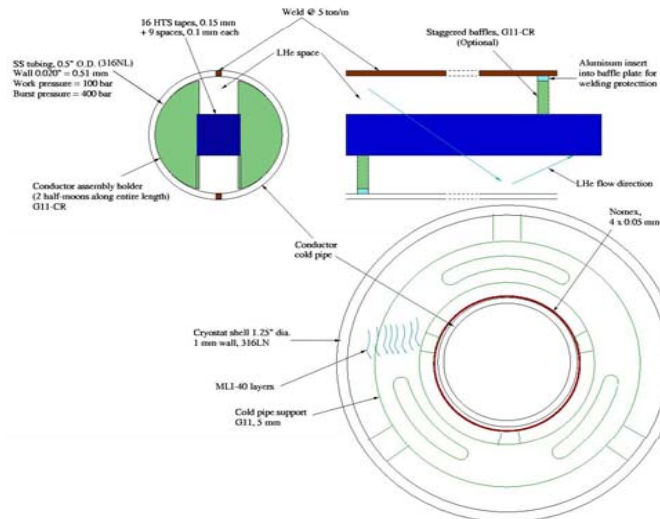 16 HTS tapes, 0.15 mm
+ 9 spaces, 0.1 mm each
Weld @ 5 ton/m
Staggered baffles, G11-CR
(Optional)
SS tubing, 0.5" O.D. (316NL)
Wall 0.020" = 0.51 mm
Work pressure = 100 bar
Burst pressure = 400 bar
LHe space
Aluminum insert
into baffle plate for
welding protecttion
Conductor assembly holder
(2 half-moons along entire length)
G11-CR
LHe flow direction
Conductor
cold pipe
Nomex,
4 x 0.05 mm
Cryostat shell 1.25" dia.
1 mm wall, 316LN
MLI-40 layers
Cold pipe support
G11, 5 mm